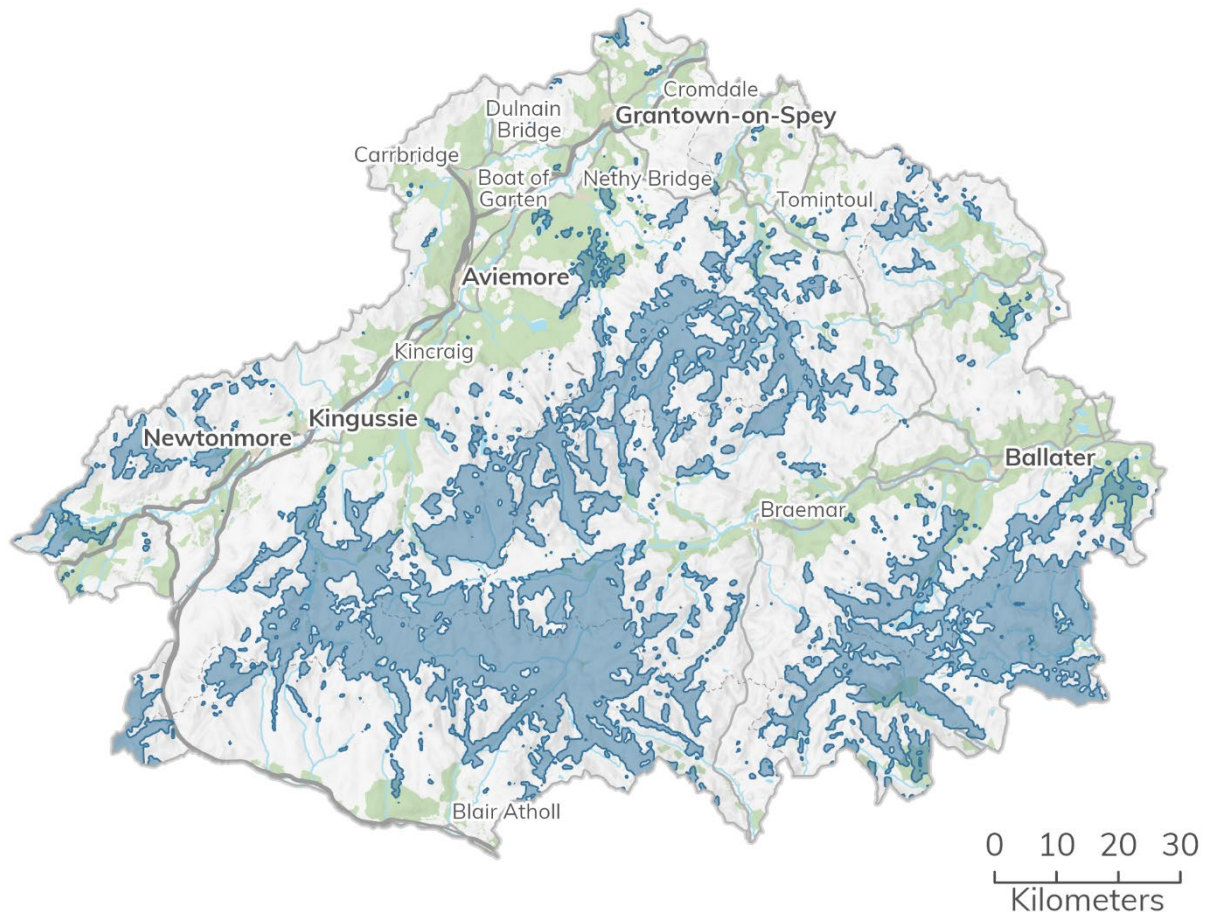 Cromdale
Grantown-on-Spey
Dulnain
Bridge
Carrbridge
Boat of
Garten
Nethy Bridge
Tomintoul
Aviemore
Kincraig
Kingussie
Newtonmore
Ballater
Braemar
Blair Atholl
0 10 20 30
Kilometers